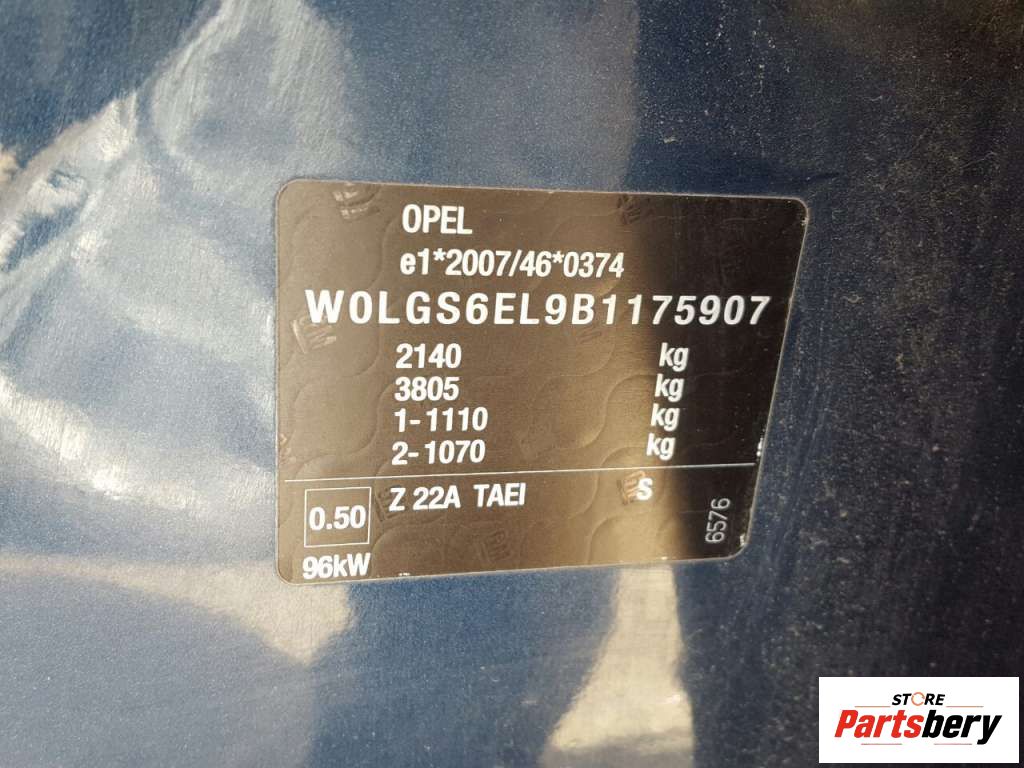 OPEL
e1*2007/46*0374
W0LGS6EL9B1175907
2140 kg
3805 kg
1-1110 kg
2-1070 kg
0.50 Z 22A TAEI S
96kW
6576
STORE
Partsbery